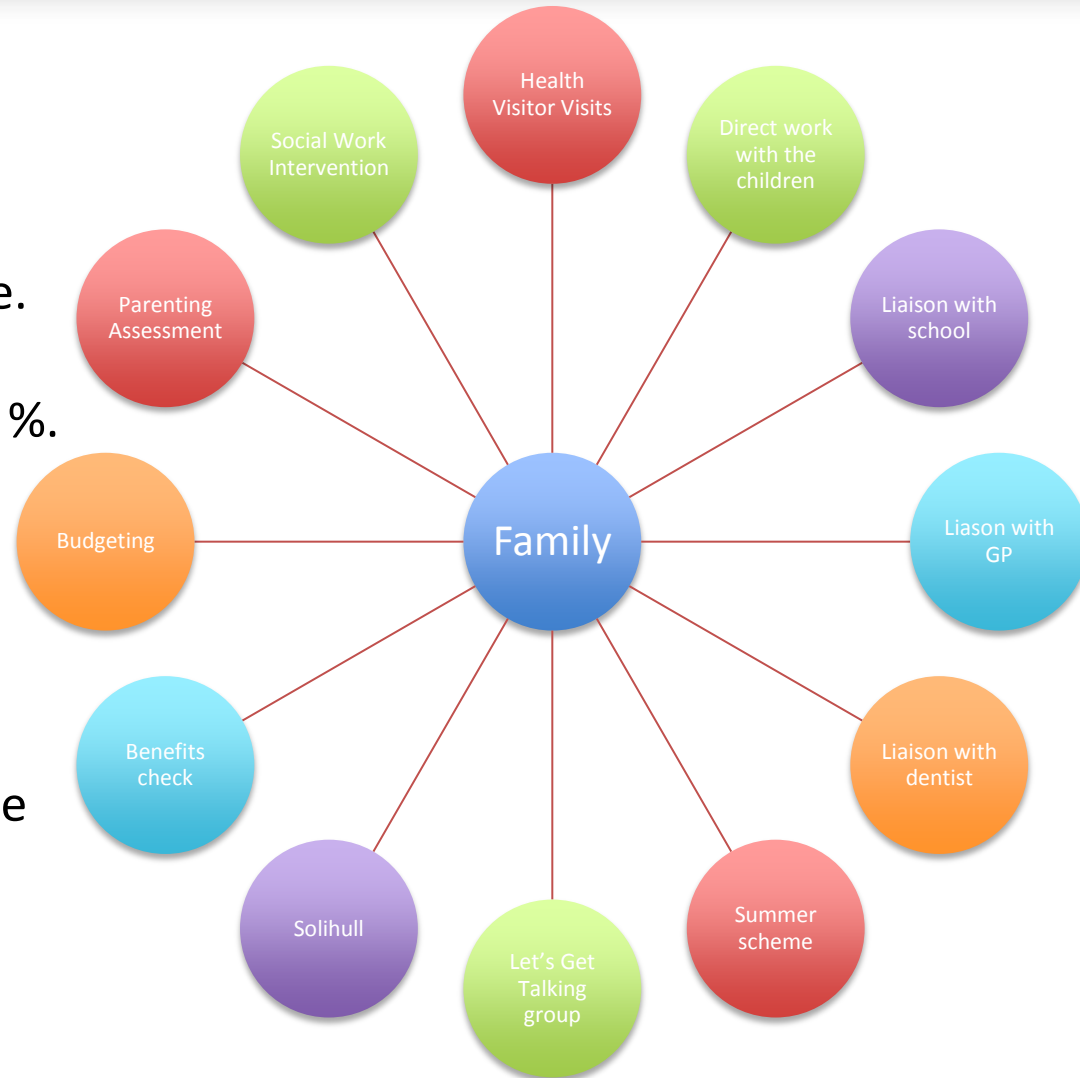 Health
Visitor Visits
Direct work
with the
children
Liaison with
school
Liason with
GP
Liaison with
dentist
Summer
scheme
Let's Get
Talking
group
Solihull
Benefits
check
Budgeting
Parenting
Assessment
Social Work
Intervention
Family
e.
%.
e